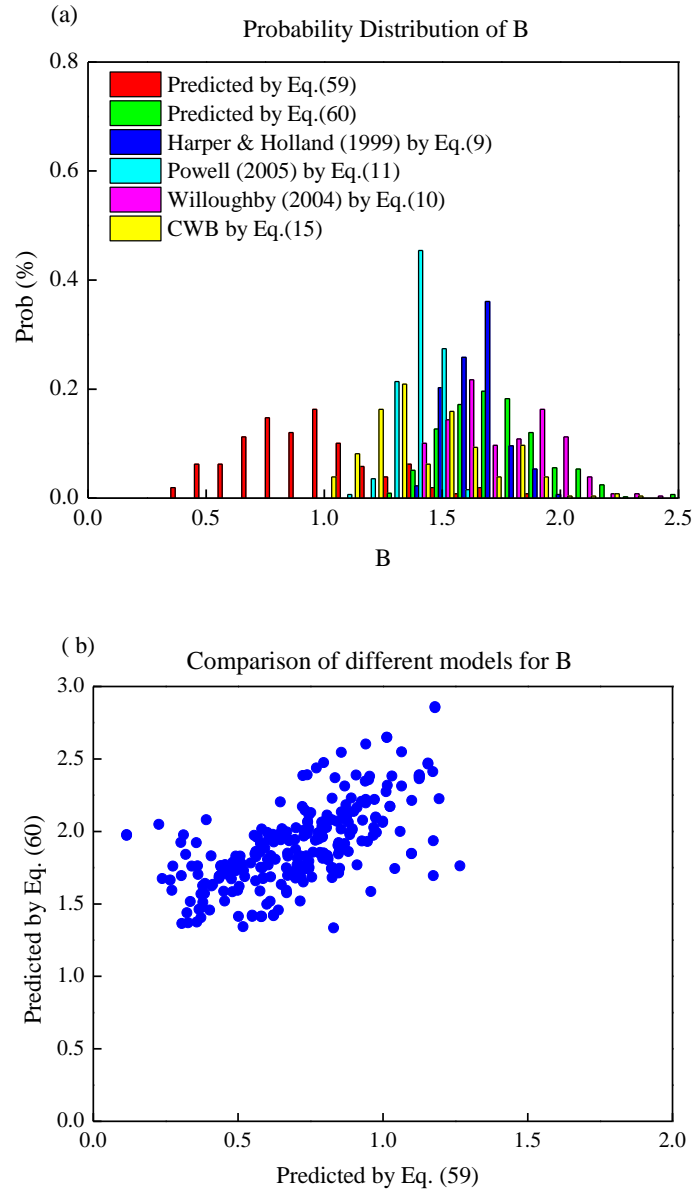 (a)
Probability Distribution of B
0.8
Predicted by Eq.(59)
Predicted by Eq.(60)
Harper & Holland (1999) by Eq(9)
Powell (2005) by Eq.(11)
Willoughby (2004) by Eq.(10)
CWB by Eq.(15)
0.6
0.4
0.2
0.0
Prob (%)
0.0 0.5 1.0 1.5 2.0 2.5
B
( b)
Comparison of different models for B
3.0
2.5
2.0
1.5
1.0
0.5
0.0
Predicted by Eq. (60)
0.0 0.5 1.0 1.5 2.0
Predicted by Eq. (59)